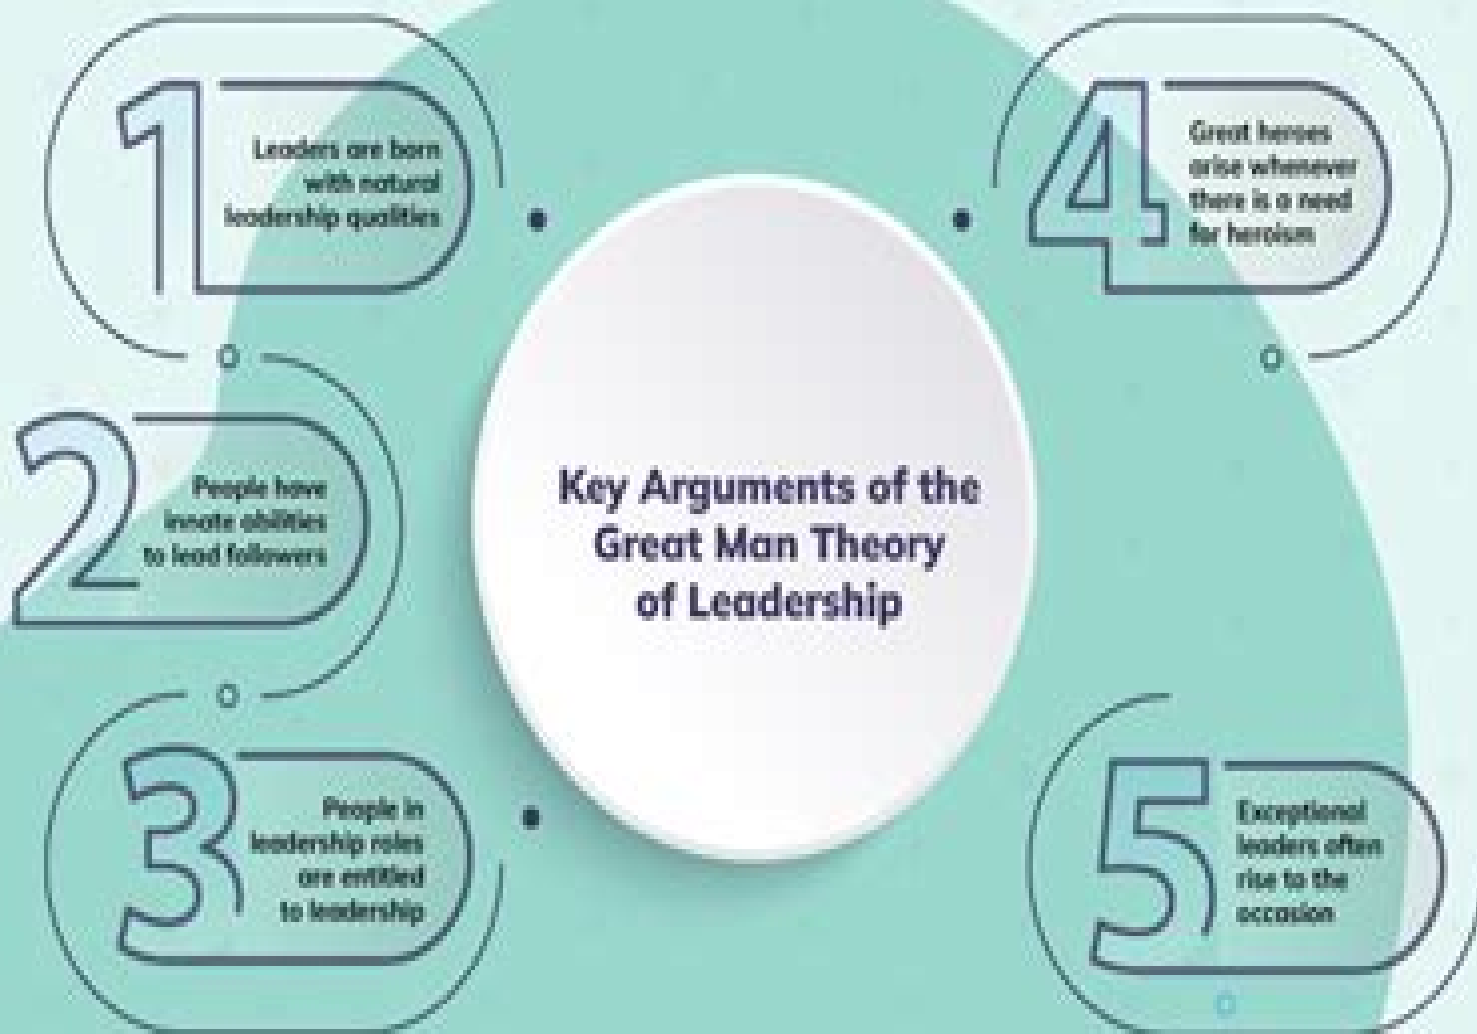 1
Leaders are born
with natural
leadership qualities
2
People have
innate abilities
to lead followers
3
People in
leadership roles
are entitled
to leadership
Key Arguments of the
Great Man Theory
of Leadership
4
Great heroes
arise whenever
there is a need
for heroism
5
Exceptional
leaders often
rise to the
occasion